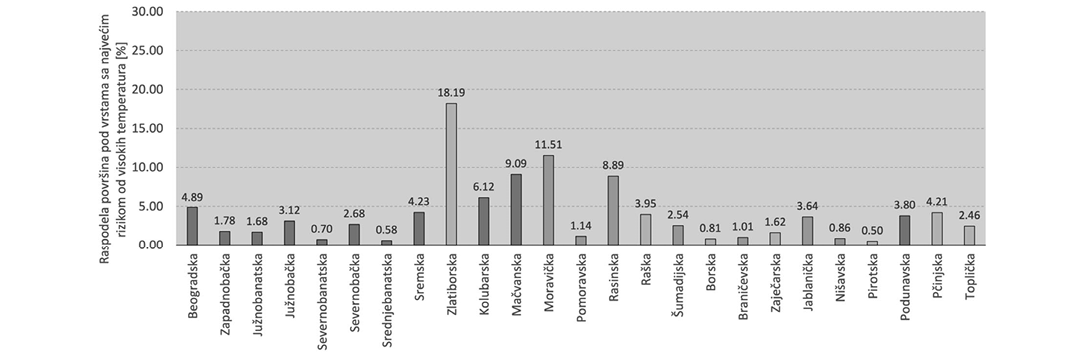 Raspodela površina pod vrstama sa najvećim
rizikom od visokih temperatura [%]
30.00
25.00
20.00
15.00
10.00
5.00
0.00
4.89
1.78
1.68
3.12
0.70
2.68
0.58
4.23
18.19
6.12
9.09
11.51
1.14
8.89
3.95
2.54
0.81
1.01
1.62
3.64
0.86
0.50
3.80
4.21
2.46
Beogradska
Zapadnobačka
Južnobanatska
Južnobačka
Severnobanatska
Severnobačka
Srednjebanatska
Sremska
Zlatiborska
Kolubarska
Mačvanska
Moravička
Pomoravska
Rasinska
Raška
Šumadijska
Borska
Braničevska
Zaječarska
Jablanička
Nišavska
Pirotska
Podunavska
Pčinjska
Toplička